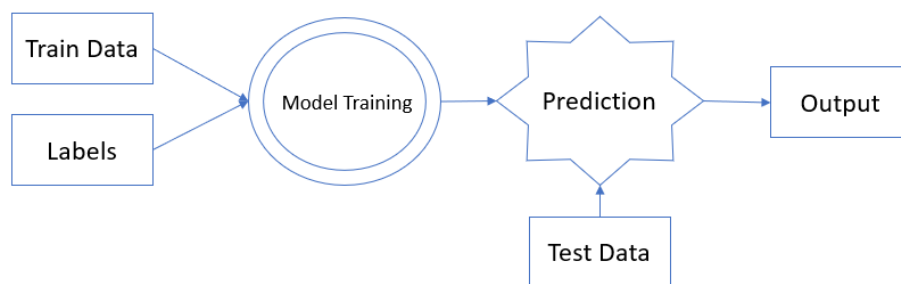 Train Data
Labels
Model Training
Prediction
Output
Test Data